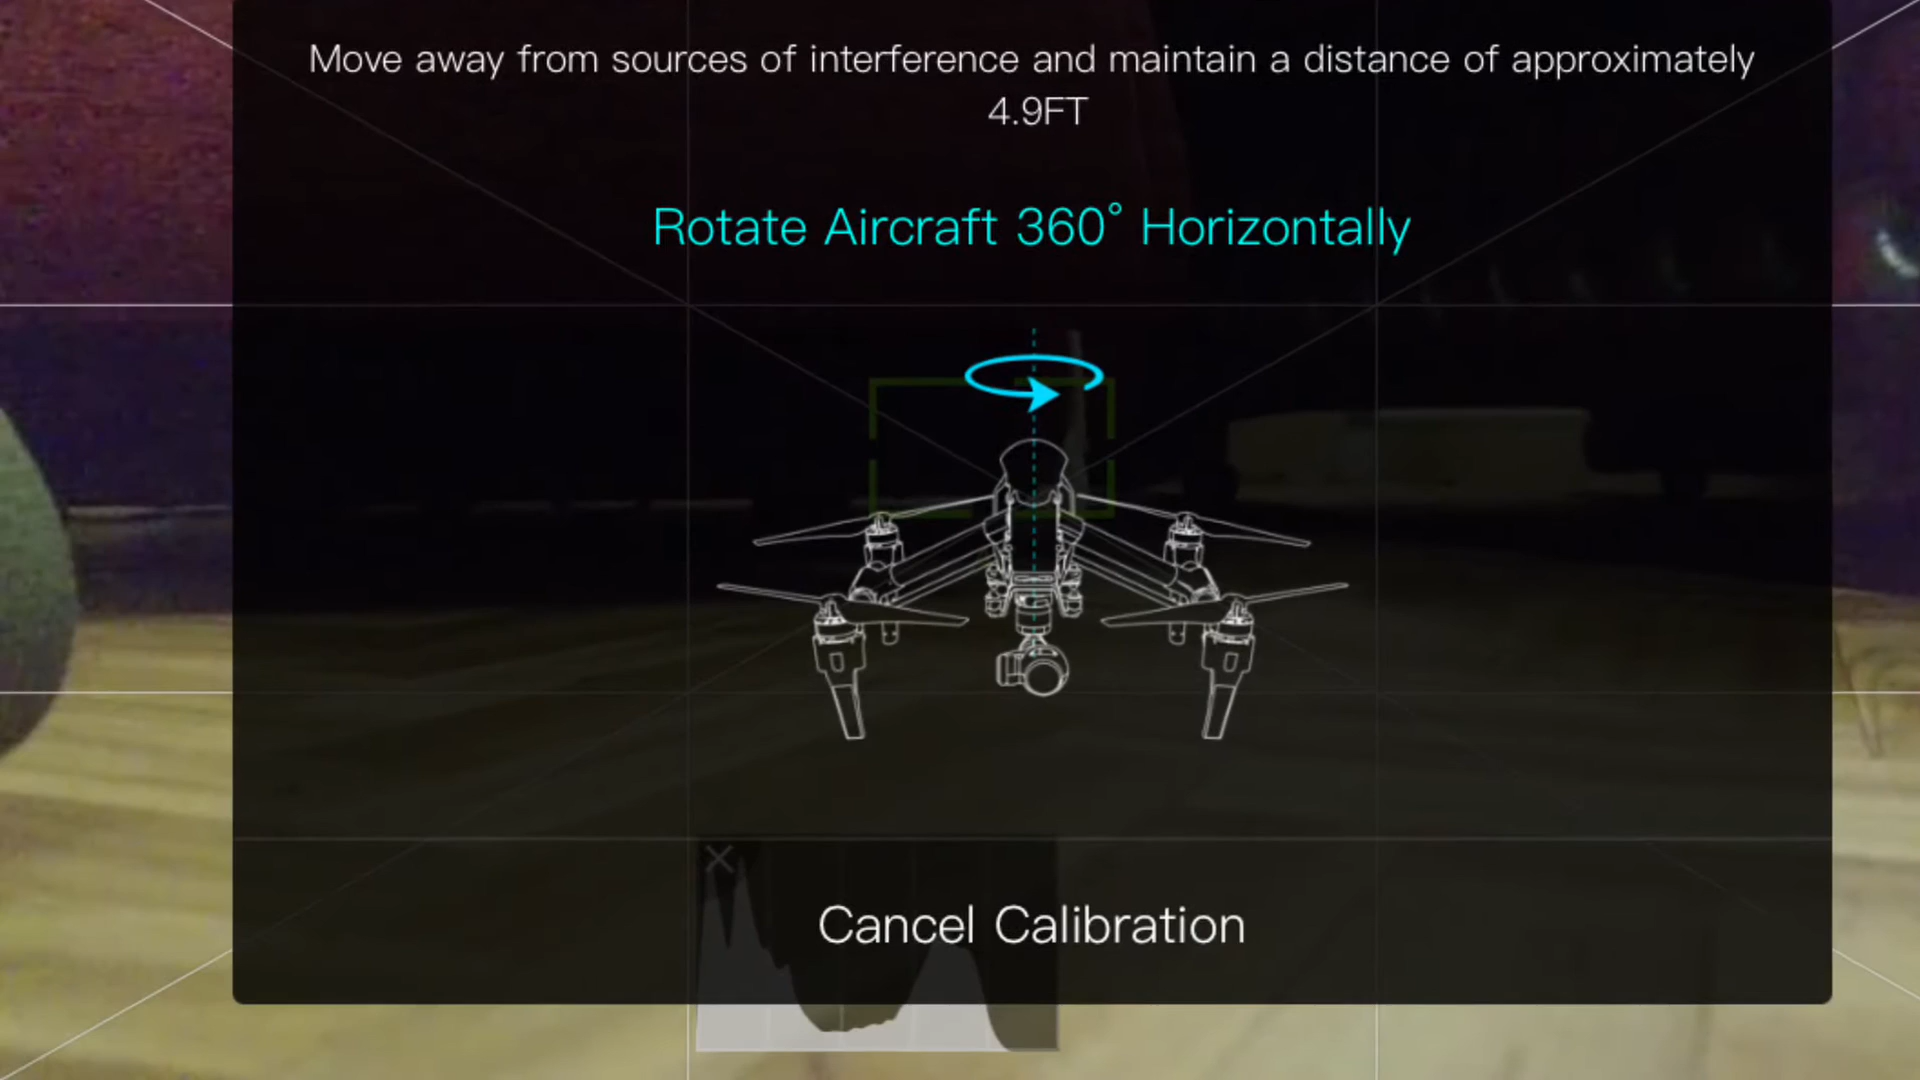 Move away from sources of interference and maintain a distance of approximately
4.9FT
Rotate Aircraft 360° Horizontally
Cancel Calibration